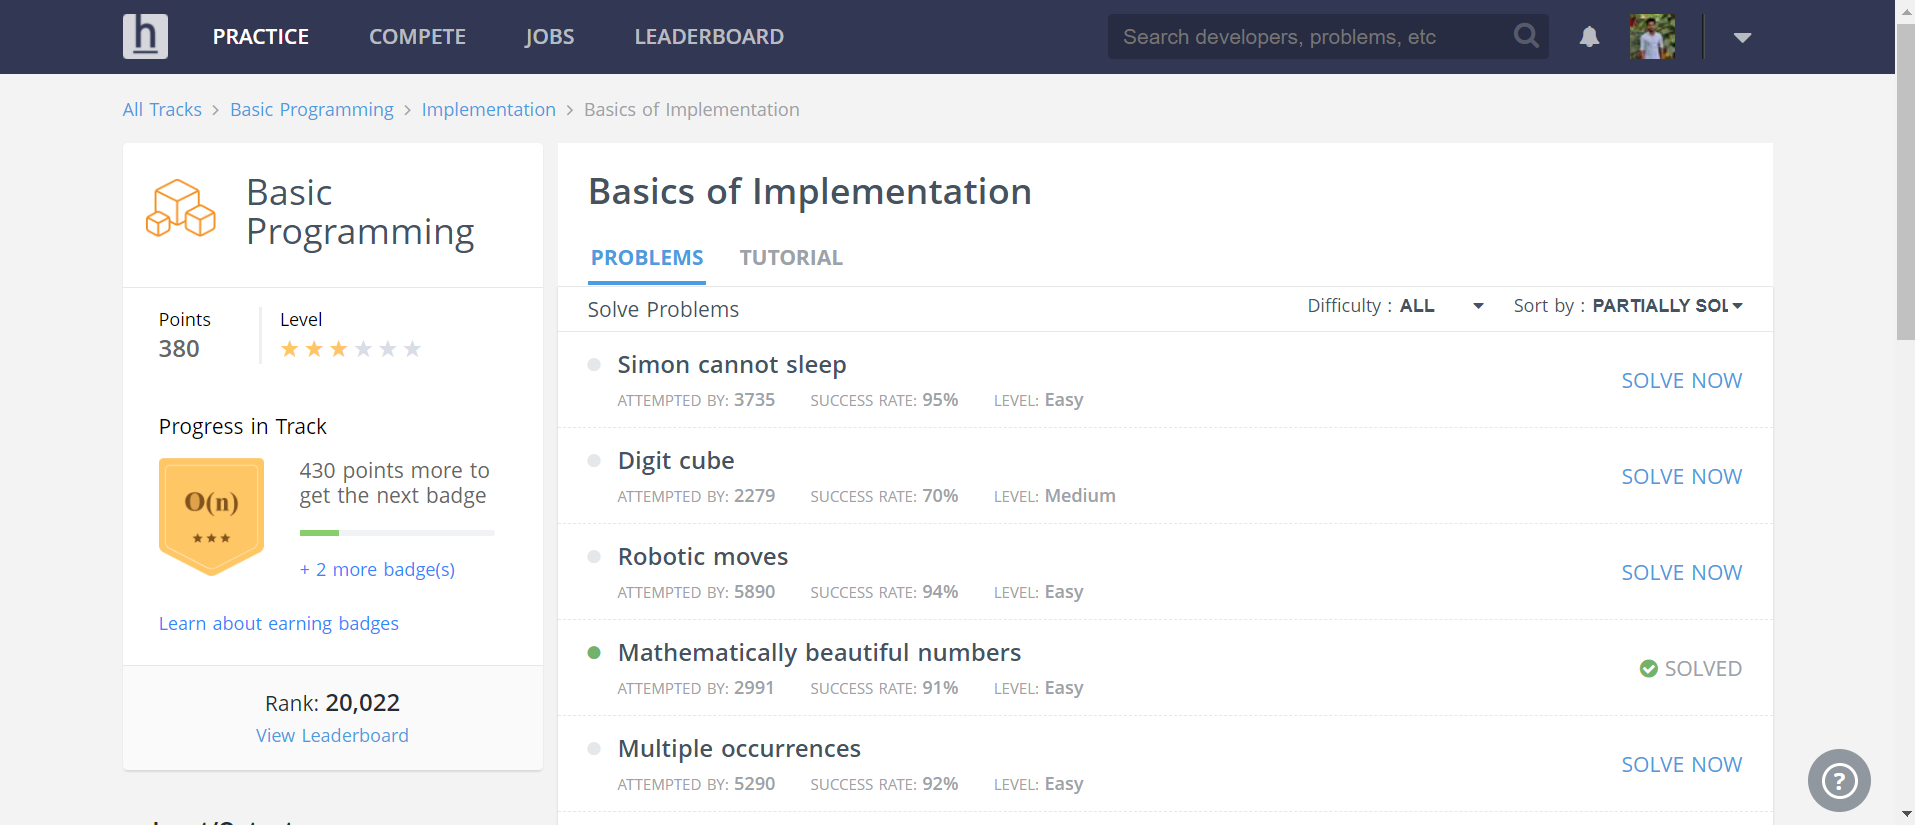 h PRACTICE COMPETE JOBS LEADERBOARD Search developers, problems, etc
All Tracks > Basic Programming > Implementation > Basics of Implementation
Basic
Programming
Points Level
380
Progress in Track
O(n)
430 points more to
get the next badge
+ 2 more badge(s)
Learn about earning badges
Rank: 20,022
View Leaderboard
Basics of Implementation
PROBLEMS TUTORIAL
Solve Problems Difficulty : ALL Sort by : PARTIALLY SOL
Simon cannot sleep
ATTEMPTED BY: 3735 SUCCESS RATE: 95% LEVEL: Easy
SOLVE NOW
Digit cube
ATTEMPTED BY: 2279 SUCCESS RATE: 70% LEVEL: Medium
SOLVE NOW
Robotic moves
ATTEMPTED BY: 5890 SUCCESS RATE: 94% LEVEL: Easy
SOLVE NOW
Mathematically beautiful numbers
ATTEMPTED BY: 2991 SUCCESS RATE: 91% LEVEL: Easy
SOLVED
Multiple occurrences
ATTEMPTED BY: 5290 SUCCESS RATE: 92% LEVEL: Easy
SOLVE NOW
?